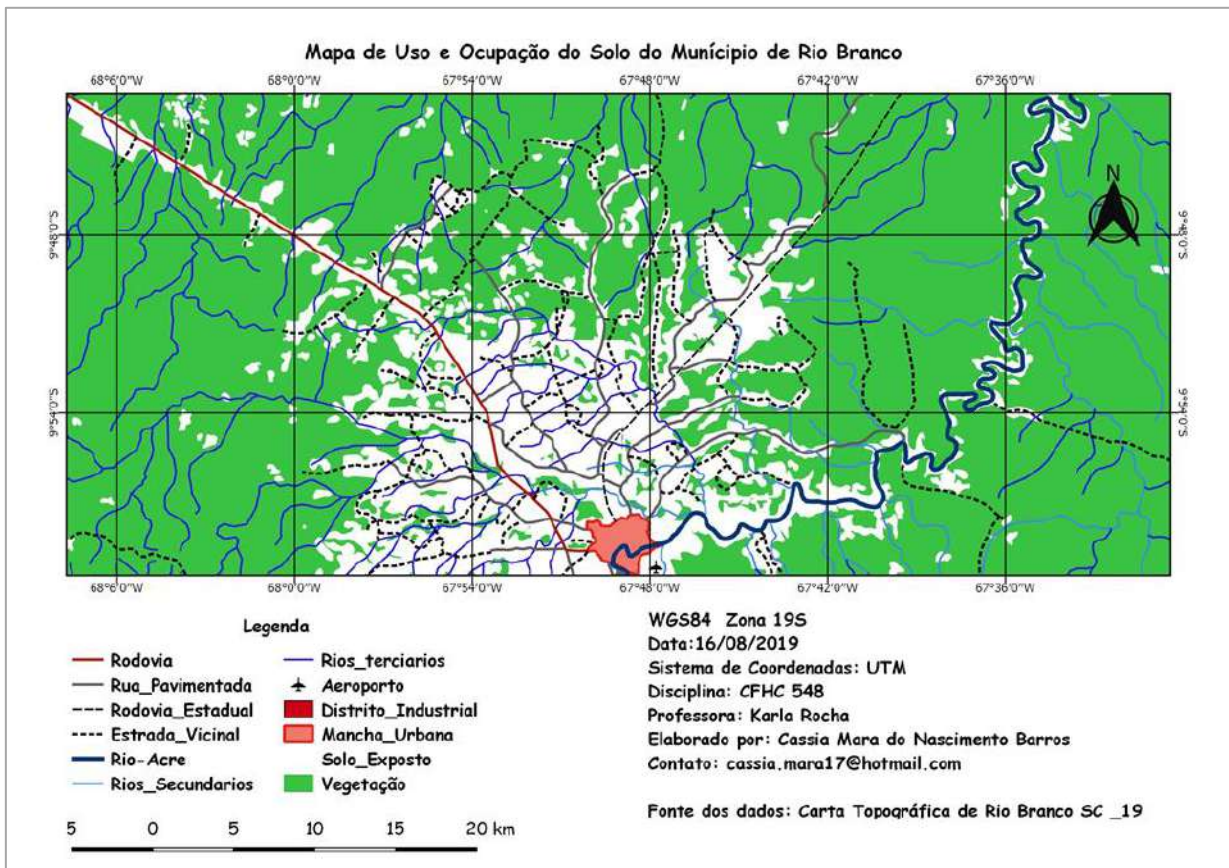 Mapa de Uso e Ocupação do Solo do Munícipio de Rio Branco
68°6'0"W 68°0'0"W 67°54'0"W 67°48'0"W 67°42'0"W 67°36'0"W
N
9°48'0"S 9°48'0"S
9°54'0"S 9°54'0"S
68°6'0"W 68°0'0"W 67°54'0"W 67°48'0"W 67°42'0"W 67°36'0"W
Legenda
Rodovia
Rua_Pavimentada
Rodovia_Estadual
Estrada_Vicinal
Rio-Acre
Rios_Secundarios
Rios_terciarios
Aeroporto
Distrito_Industrial
Mancha_Urbana
Solo_Exposto
Vegetação
5 0 5 10 15 20 km
WGS84 Zona 19S
Data:16/08/2019
Sistema de Coordenadas: UTM
Disciplina: CFHC 548
Professora: Karla Rocha
Elaborado por: Cassia Mara do Nascimento Barros
Contato: cassia.mara17@hotmail.com
Fonte dos dados: Carta Topográfica de Rio Branco SC _19